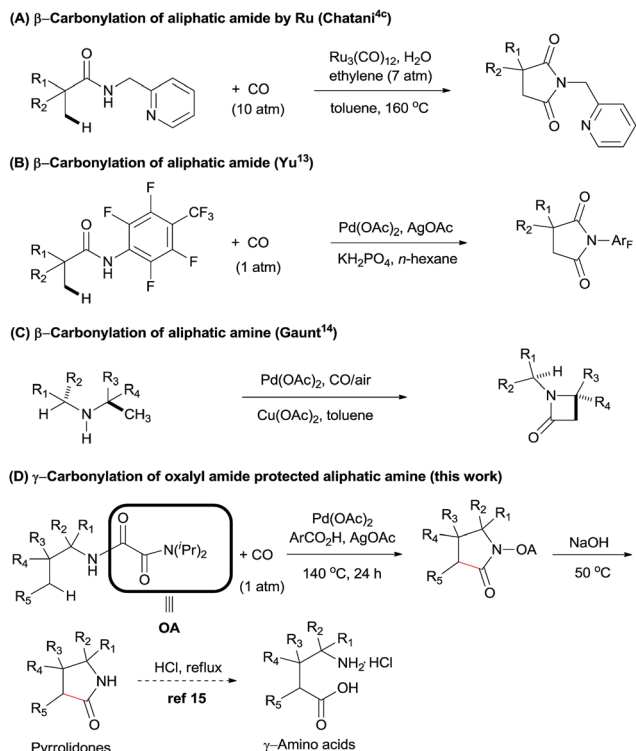 (A) β−Carbonylation of aliphatic amide by Ru (Chatani4c)
R1
R2
O
N
H
H
N
+ CO
(10 atm)
Ru3(CO)12, H2O
ethylene (7 atm)
toluene, 160 oC
R1
R2
O
N
O
N
(B) β−Carbonylation of aliphatic amide (Yu13)
R1
R2
O
N
H
H
F
F
CF3
F
F
+ CO
(1 atm)
Pd(OAc)2, AgOAc
KH2PO4, n-hexane
R1
R2
O
N−ArF
O
(C) β−Carbonylation of aliphatic amine (Gaunt14)
R1
R2
H
N
H
R3
R4
CH3
Pd(OAc)2, CO/air
Cu(OAc)2, toluene
R1
R2
H
N
R3
R4
O
(D) γ−Carbonylation of oxalyl amide protected aliphatic amine (this work)
R2
R1
R3
R4
R5
H
N
H
O
O
N(iPr)2
OA
+ CO
(1 atm)
Pd(OAc)2
ArCO2H, AgOAc
140 oC, 24 h
R2
R1
R3
R4
R5
N−OA
O
NaOH
50 oC
R2
R1
R3
R4
R5
NH
O
Pyrrolidones
HCl, reflux
ref 15
R2
R1
R3
R4
R5
NH2·HCl
OH
O
γ−Amino acids